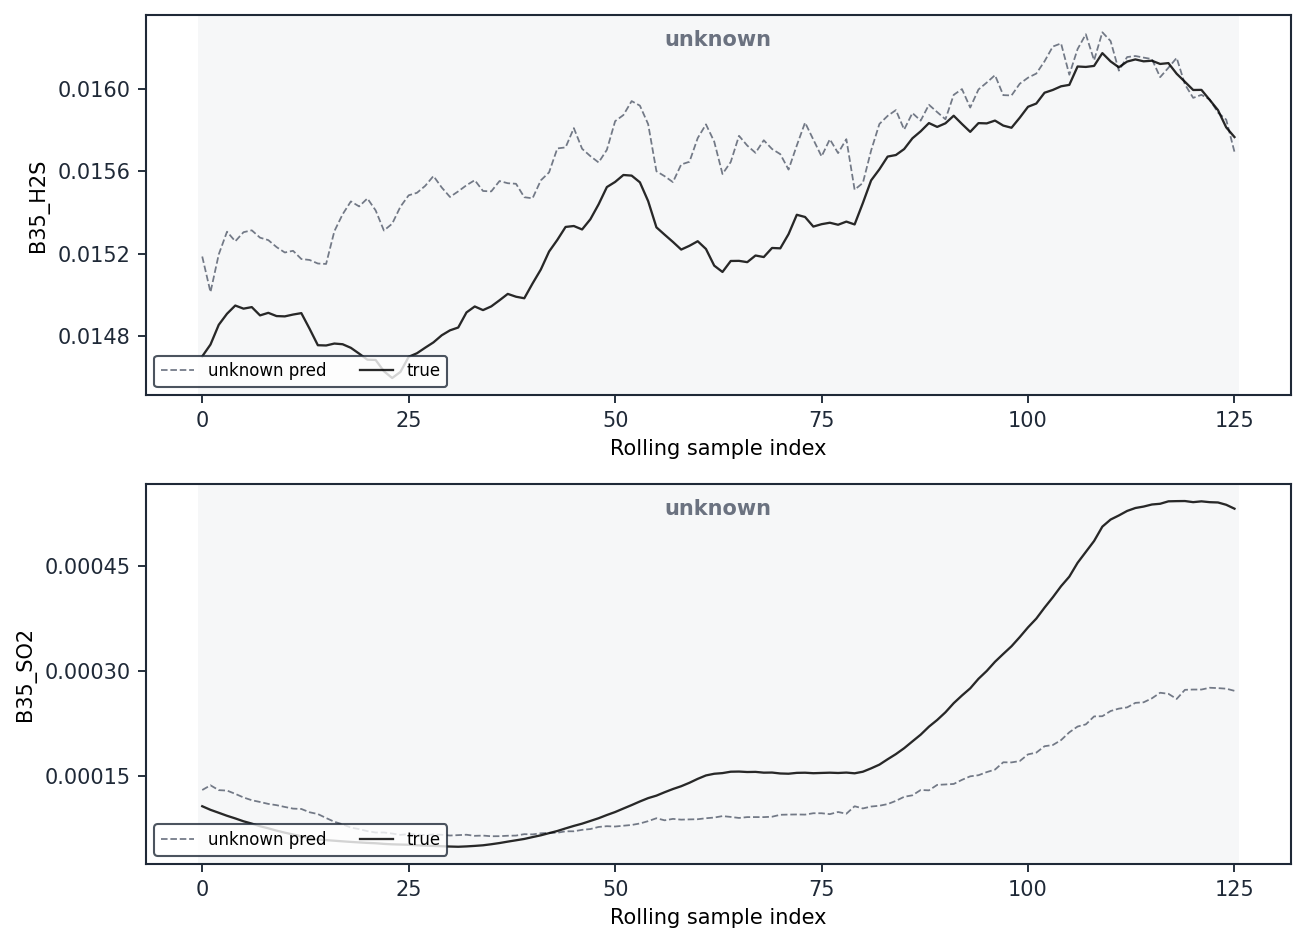 unknown
0.0160
0.0156
0.0152
0.0148
B35_H2S
unknown pred true
0 25 50 75 100 125
Rolling sample index
unknown
0.00045
0.00030
0.00015
B35_SO2
unknown pred true
0 25 50 75 100 125
Rolling sample index